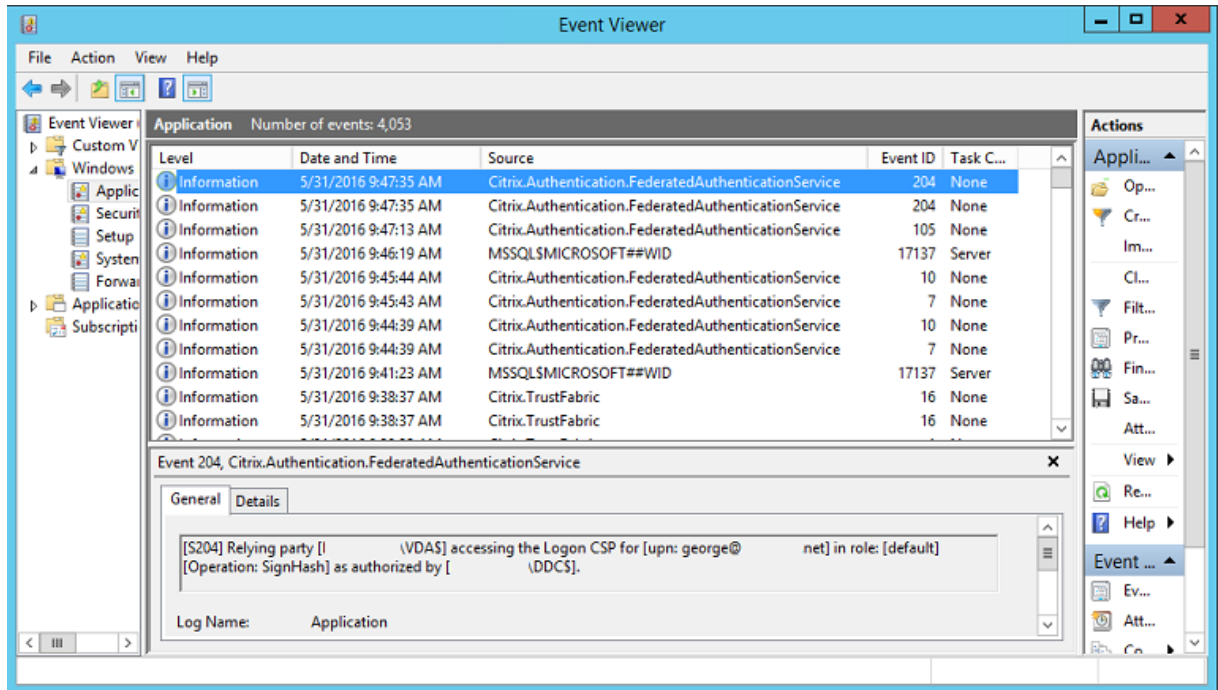 Event Viewer
File Action View Help
Event Viewer
Custom V
Windows
Applic
Securit
Setup
System
Forwar
Applicatio
Subscripti
Application Number of events: 4,053
Level Date and Time Source Event ID Task C...
Information 5/31/2016 9:47:35 AM Citrix.Authentication.FederatedAuthenticationService 204 None
Information 5/31/2016 9:47:35 AM Citrix.Authentication.FederatedAuthenticationService 204 None
Information 5/31/2016 9:47:13 AM Citrix.Authentication.FederatedAuthenticationService 105 None
Information 5/31/2016 9:46:19 AM MSSQL$MICROSOFT##WID 17137 Server
Information 5/31/2016 9:45:44 AM Citrix.Authentication.FederatedAuthenticationService 10 None
Information 5/31/2016 9:45:43 AM Citrix.Authentication.FederatedAuthenticationService 7 None
Information 5/31/2016 9:44:39 AM Citrix.Authentication.FederatedAuthenticationService 10 None
Information 5/31/2016 9:44:39 AM Citrix.Authentication.FederatedAuthenticationService 7 None
Information 5/31/2016 9:41:23 AM MSSQL$MICROSOFT##WID 17137 Server
Information 5/31/2016 9:38:37 AM Citrix.TrustFabric 16 None
Information 5/31/2016 9:38:37 AM Citrix.TrustFabric 16 None
Event 204, Citrix.Authentication.FederatedAuthenticationService
General Details
[S204] Relying party [ \VDA$] accessing the Logon CSP for [upn: george@ .net] in role: [default]
[Operation: SignHash] as authorized by [ \DDC$].
Log Name: Application
Actions
Appli...
Op...
Cr...
Im...
Cl...
Filt...
Pr...
Fin...
Sa...
Att...
View
Re...
Help
Event ...
Ev...
Att...
Co...